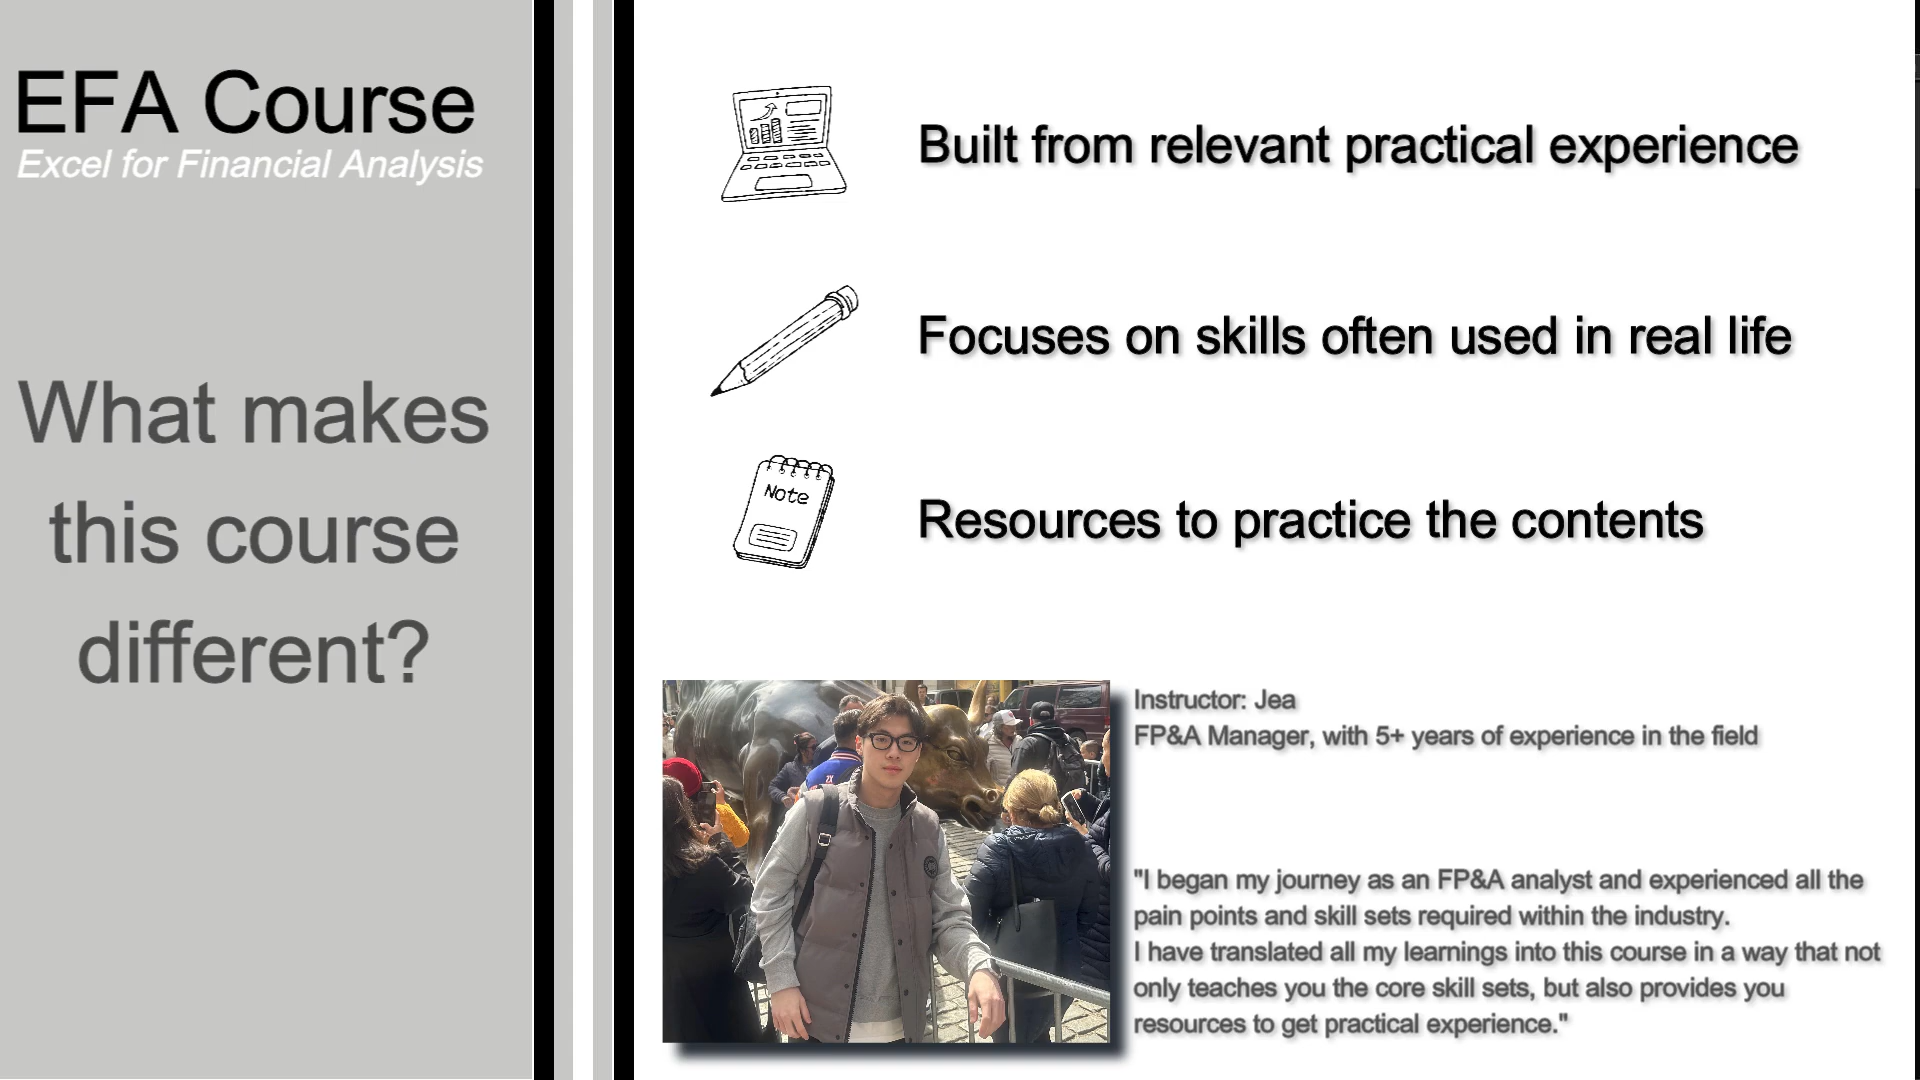 EFA Course
Excel for Financial Analysis
What makes
this course
different?
Built from relevant practical experience
Focuses on skills often used in real life
Note
Resources to practice the contents
Instructor: Jea
FP&A Manager, with 5+ years of experience in the field
"I began my journey as an FP&A analyst and experienced all the
pain points and skill sets required within the industry.
I have translated all my learnings into this course in a way that not
only teaches you the core skill sets, but also provides you
resources to get practical experience."